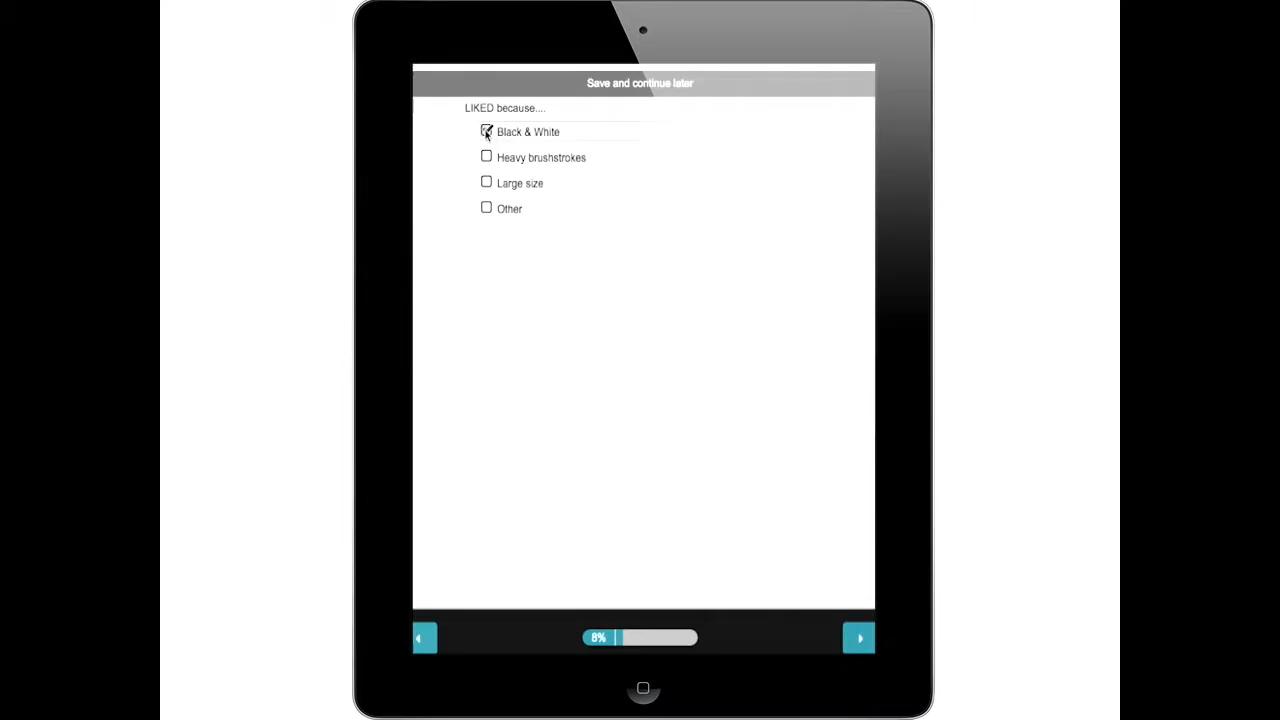 Save and continue later
LIKED because....
Black & White
Heavy brushstrokes
Large size
Other
8%